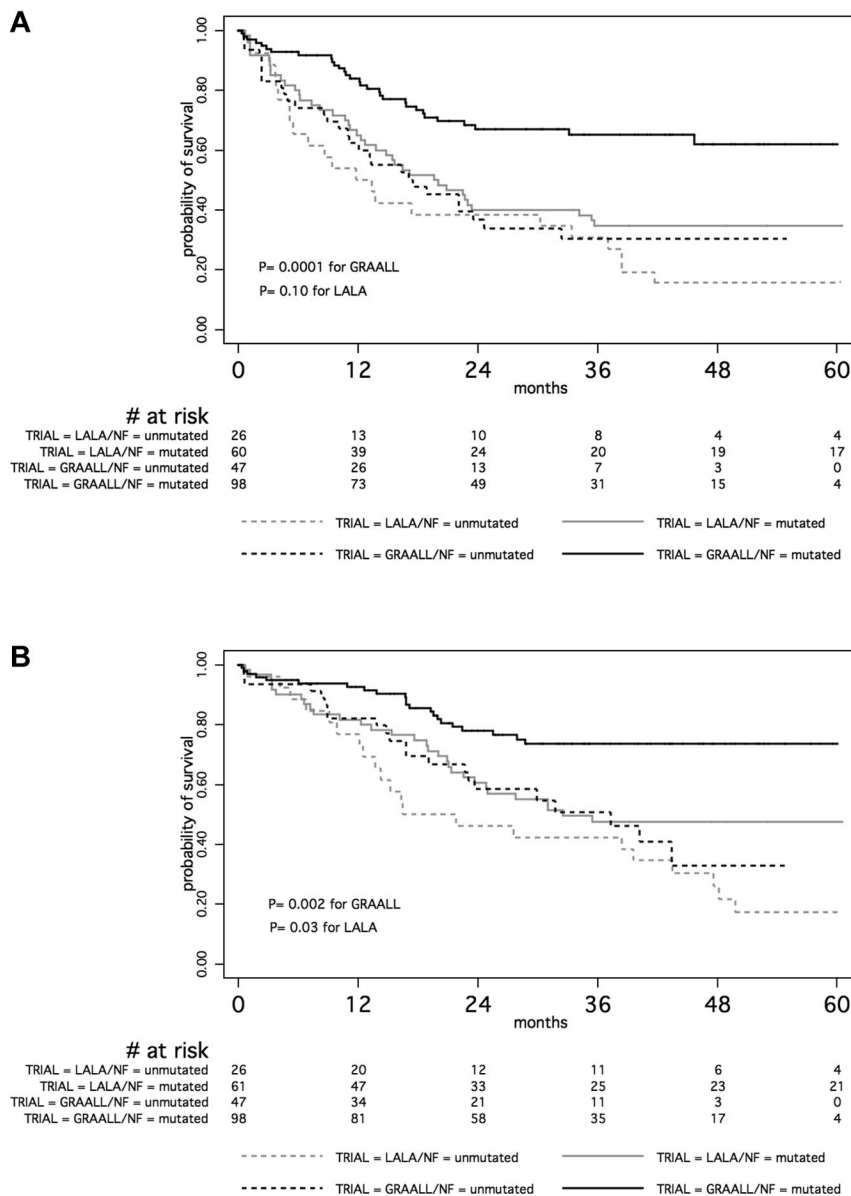 A
probability of survival
1.00
0.80
0.60
0.40
0.20
0.00
P= 0.0001 for GRAALL
P= 0.10 for LALA
0 12 24 36 48 60
months
# at risk
TRIAL = LALA/NF = unmutated 26 13 10 8 4 4
TRIAL = LALA/NF = mutated 60 39 24 20 19 17
TRIAL = GRAALL/NF = unmutated 47 26 13 7 3 0
TRIAL = GRAALL/NF = mutated 98 73 49 31 15 4
TRIAL = LALA/NF = unmutated TRIAL = LALA/NF = mutated
TRIAL = GRAALL/NF = unmutated TRIAL = GRAALL/NF = mutated
B
probability of survival
1.00
0.80
0.60
0.40
0.20
0.00
P= 0.002 for GRAALL
P= 0.03 for LALA
0 12 24 36 48 60
months
# at risk
TRIAL = LALA/NF = unmutated 26 20 12 11 6 4
TRIAL = LALA/NF = mutated 61 47 33 25 23 21
TRIAL = GRAALL/NF = unmutated 47 34 21 11 3 0
TRIAL = GRAALL/NF = mutated 98 81 58 35 17 4
TRIAL = LALA/NF = unmutated TRIAL = LALA/NF = mutated
TRIAL = GRAALL/NF = unmutated TRIAL = GRAALL/NF = mutated